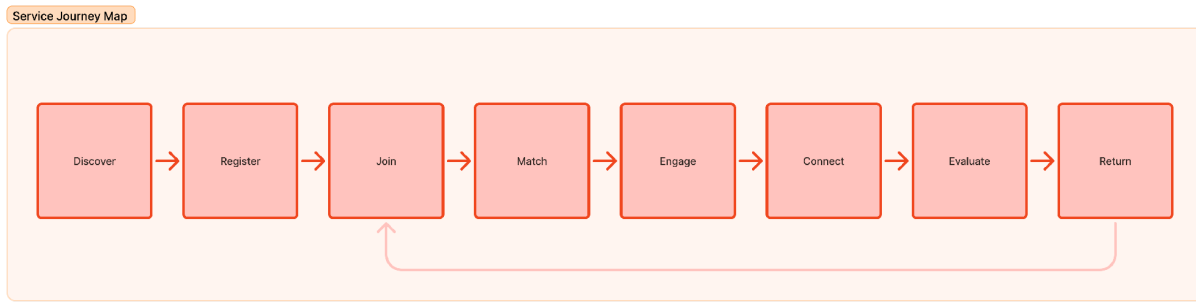 Service Journey Map
Discover
Register
Join
Match
Engage
Connect
Evaluate
Return